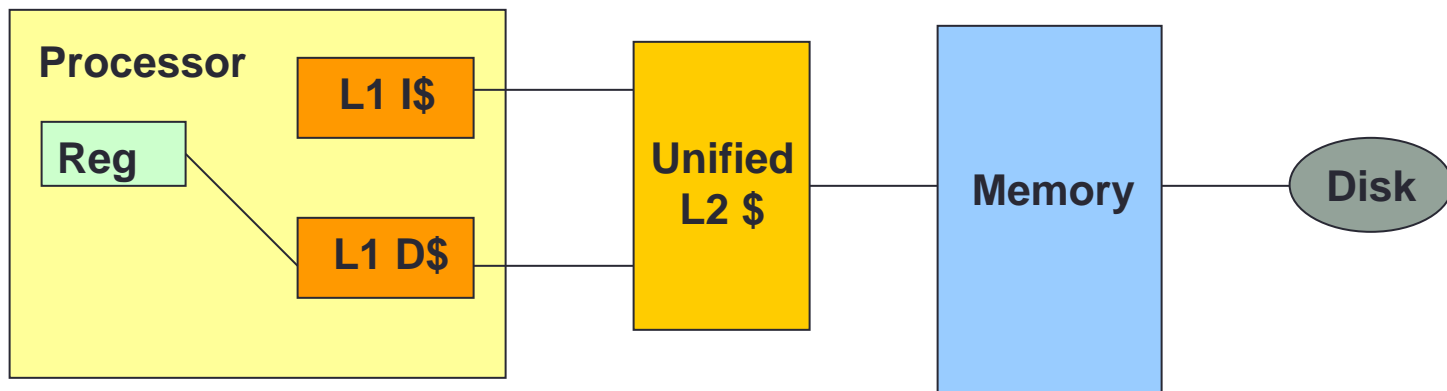 Processor
L1 I$
Reg
L1 D$
Unified
L2 $
Memory
Disk